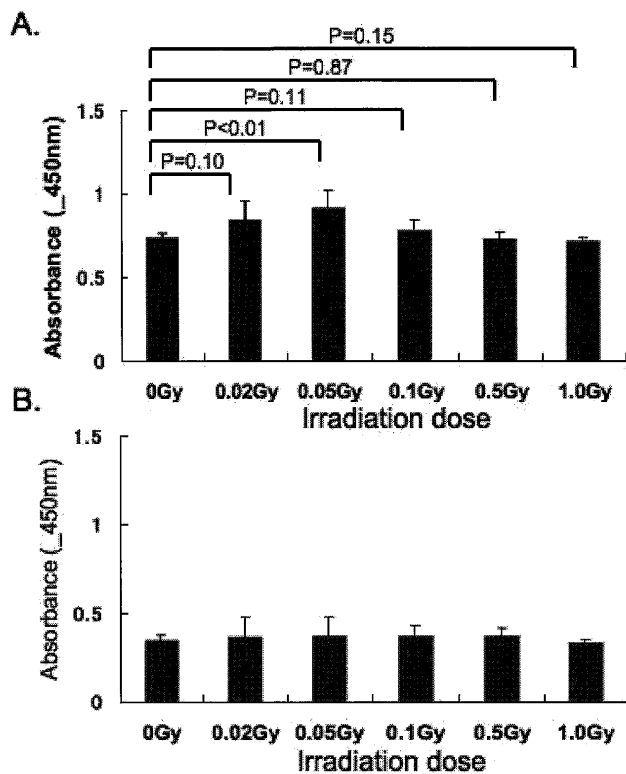 A.
P=0.15
P=0.87
P=0.11
P<0.01
P=0.10
1.5
1
0.5
0
Absorbance (_450nm)
0Gy 0.02Gy 0.05Gy 0.1Gy 0.5Gy 1.0Gy
Irradiation dose
B.
1.5
1
0.5
0
Absorbance (_450nm)
0Gy 0.02Gy 0.05Gy 0.1Gy 0.5Gy 1.0Gy
Irradiation dose